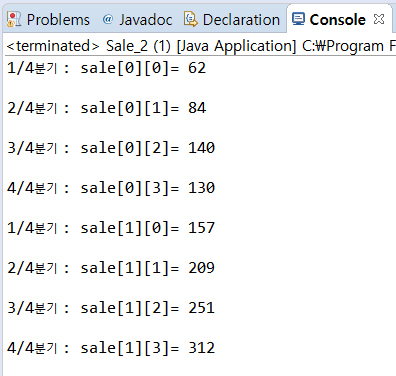 Problems @ Javadoc Declaration Console
<terminated> Sale_2 (1) [Java Application] C:₩Program F
1/4분기 : sale[0][0]= 62
2/4분기 : sale[0][1]= 84
3/4분기 : sale[0][2]= 140
4/4분기 : sale[0][3]= 130
1/4분기 : sale[1][0]= 157
2/4분기 : sale[1][1]= 209
3/4분기 : sale[1][2]= 251
4/4분기 : sale[1][3]= 312